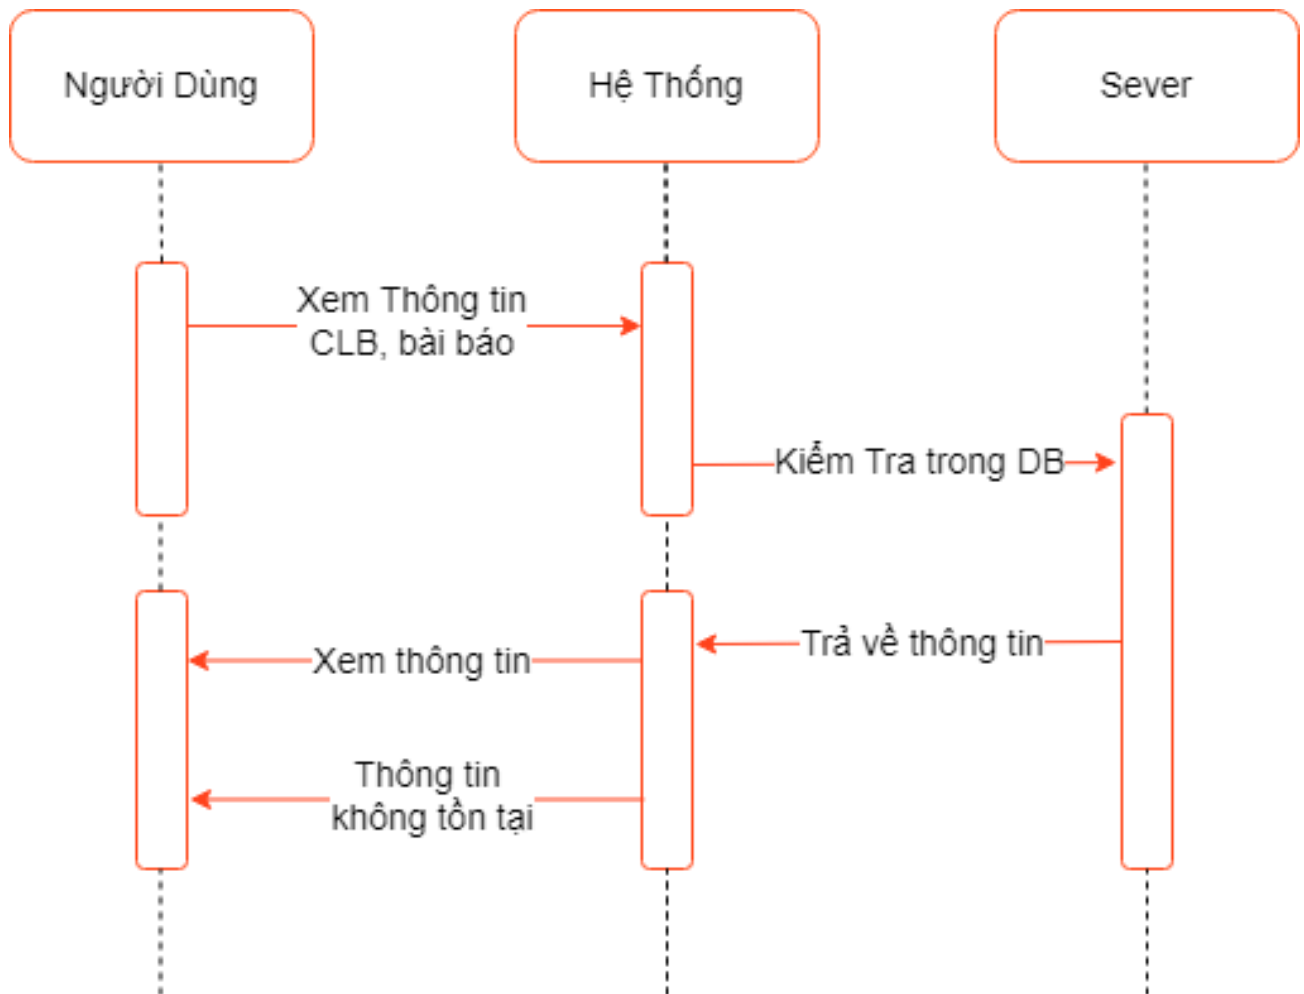 Người Dùng
Hệ Thống
Sever
Xem Thông tin
CLB, bài báo
Kiểm Tra trong DB
Trả về thông tin
Xem thông tin
Thông tin
không tồn tại